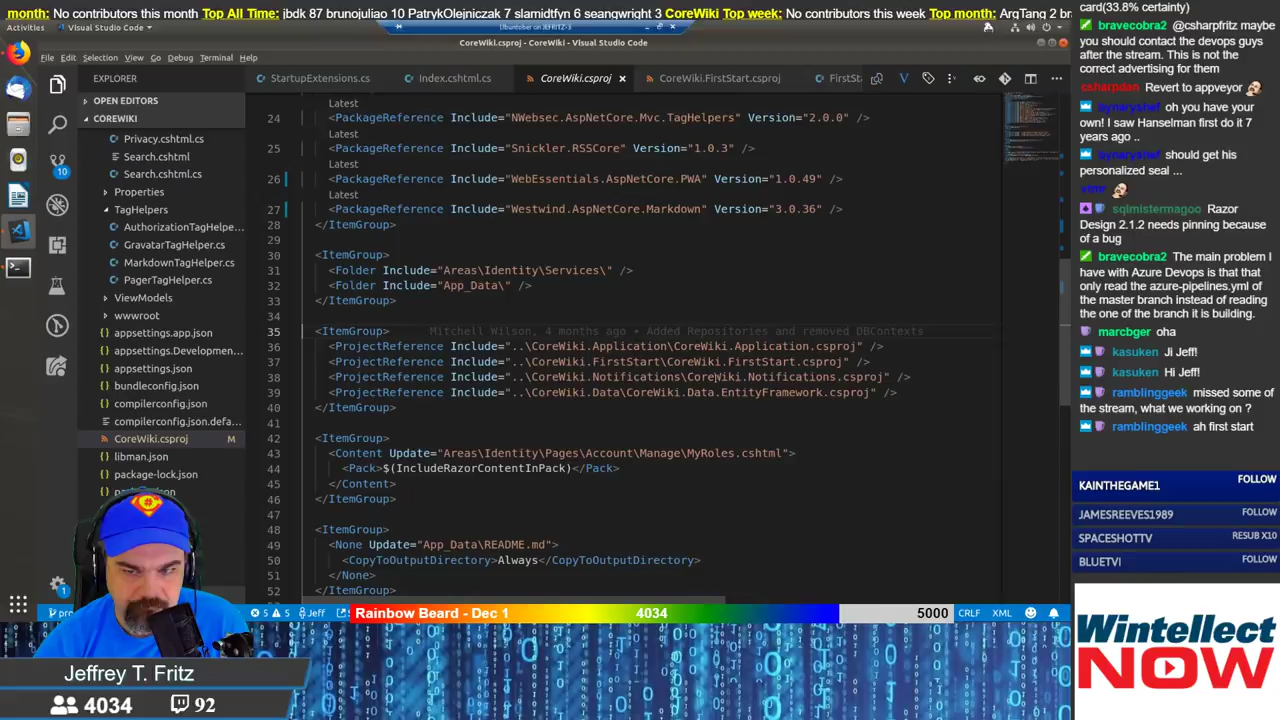 month: No contributors this month Top All Time: jbdk 87 brunojuliao 10 PatrykOlejniczak 7 slamidtfn 6 seangwright 3 CoreWiki Top week: No contributors this week Top month: ArgTang 2 br
Activities
Visual Studio Code
CoreWiki.csproj - CoreWiki - Visual Studio Code
File Edit Selection View Go Debug Terminal Help
EXPLORER
StartupExtensions.cs
Index.cshtml.cs
CoreWiki.csproj
CoreWiki.FirstStart.csproj
FirstSt
OPEN EDITORS
COREWIKI
Privacy.cshtml.cs
Search.cshtml
Search.cshtml.cs
Properties
TagHelpers
AuthorizationTagHelpe...
GravatarTagHelper.cs
MarkdownTagHelper.cs
PagerTagHelper.cs
ViewModels
wwwroot
appsettings.app.json
appsettings.Developmen...
appsettings.json
bundleconfig.json
compilerconfig.json
compilerconfig.json.defa...
CoreWiki.csproj M
libman.json
package-lock.json
10
1
Latest
24 <PackageReference Include="NWebsec.AspNetCore.Mvc.TagHelpers" Version="2.0.0" />
Latest
25 <PackageReference Include="Snickler.RSSCore" Version="1.0.3" />
Latest
26 <PackageReference Include="WebEssentials.AspNetCore.PWA" Version="1.0.49" />
Latest
27 <PackageReference Include="Westwind.AspNetCore.Markdown" Version="3.0.36" />
28 </ItemGroup>
29
30 <ItemGroup>
31 <Folder Include="Areas\Identity\Services\" />
32 <Folder Include="App_Data\" />
33 </ItemGroup>
34
35 <ItemGroup> Mitchell Wilson, 4 months ago • Added Repositories and removed DBContexts
36 <ProjectReference Include="..\CoreWiki.Application\CoreWiki.Application.csproj" />
37 <ProjectReference Include="..\CoreWiki.FirstStart\CoreWiki.FirstStart.csproj" />
38 <ProjectReference Include="..\CoreWiki.Notifications\CoreWiki.Notifications.csproj" />
39 <ProjectReference Include="..\CoreWiki.Data\CoreWiki.Data.EntityFramework.csproj" />
40 </ItemGroup>
41
42 <ItemGroup>
43 <Content Update="Areas\Identity\Pages\Account\Manage\MyRoles.cshtml">
44 <Pack>$(IncludeRazorContentInPack)</Pack>
45 </Content>
46 </ItemGroup>
47
48 <ItemGroup>
49 <None Update="App_Data\README.md">
50 <CopyToOutputDirectory>Always</CopyToOutputDirectory>
51 </None>
52 </ItemGroup>
5 5 Jeff
CRLF XML
Rainbow Beard - Dec 1 4034 5000
Jeffrey T. Fritz
4034 92
card(33.8% certainty)
bravecobra2 @csharpfritz maybe
you should contact the devops guys
after the stream. This is not the
correct advertising for them
csharpdan Revert to appveyor
oh you have your
own! I saw Hanselman first do it 7
years ago ..
should get his
personalized seal ...
sqlmistermagoo Razor
Design 2.1.2 needs pinning because
of a bug
bravecobra2 The main problem I
have with Azure Devops is that that
only read the azure-pipelines.yml of
the master branch instead of reading
the one of the branch it is building.
marcbger oha
kasuken Ji Jeff!
kasuken Hi Jeff!
ramblinggeek missed some of
the stream, what we working on ?
ramblinggeek ah first start
KAINTHEGAME1 FOLLOW
JAMESREEVES1989 FOLLOW
SPACESHOTTV RESUB X10
BLUETVI FOLLOW
Wintellect
NOW